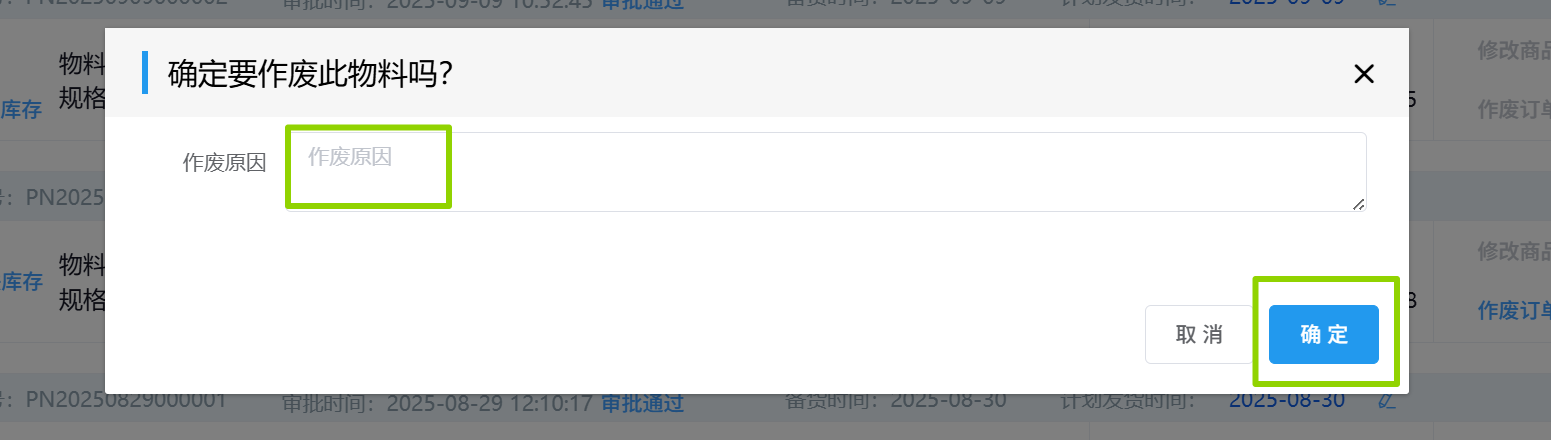 PN20250909000002 审批时间：2025-09-09 10:52:45 审批通过 备货时间：2025-09-09 计划发货时间： 2025-09-09
确定要作废此物料吗？
物料
规格
库存
修改商品
5
作废订单
作废原因 作废原因
号：PN2025
物料
规格
库存
修改商品
8
作废订单
取 消 确 定
号：PN20250829000001 审批时间：2025-08-29 12:10:17 审批通过 备货时间：2025-08-30 计划发货时间： 2025-08-30